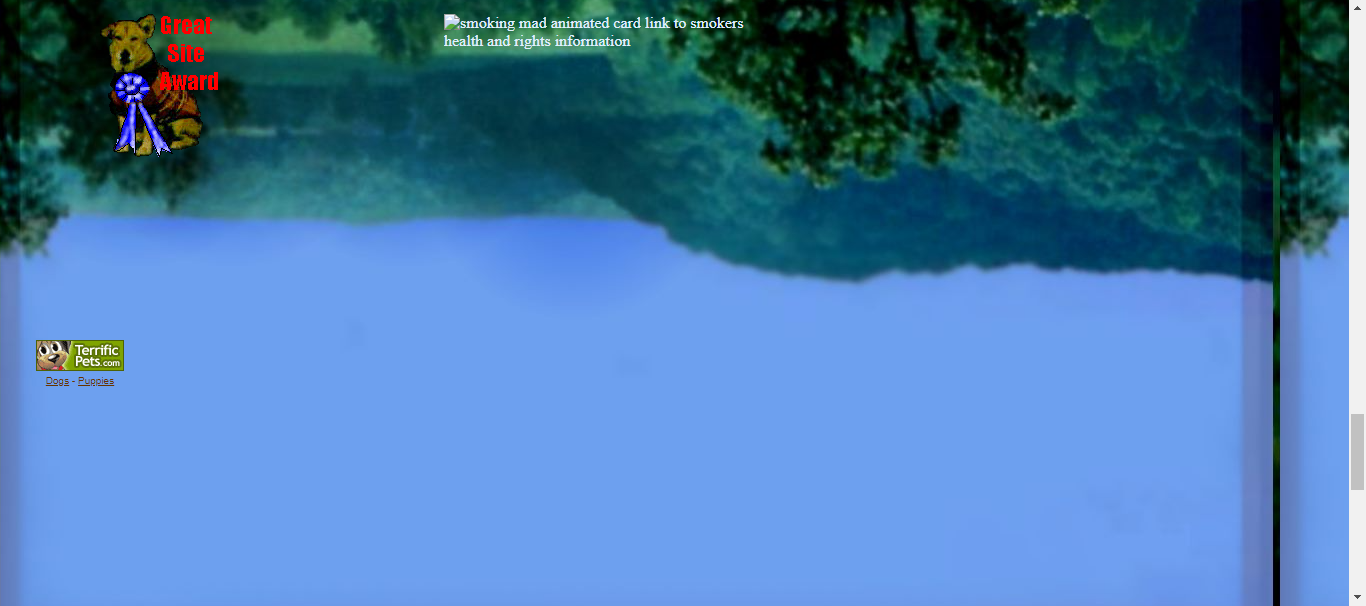 Great
Site
Award
smoking mad animated card link to smokers
health and rights information
Terrific
Pets.com
Dogs - Puppies